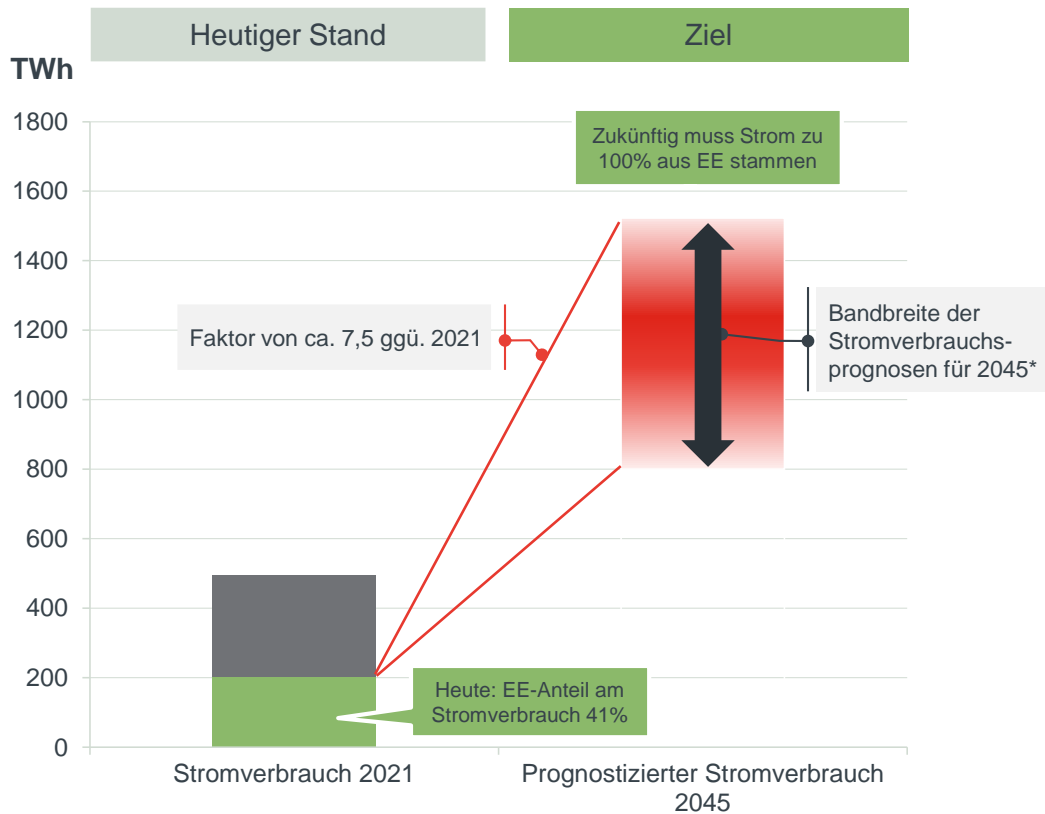 Heutiger Stand
Ziel
TWh
1800
1600
1400
1200
1000
800
600
400
200
0
Zukünftig muss Strom zu
100% aus EE stammen
Faktor von ca. 7,5 ggü. 2021
Bandbreite der
Stromverbrauchs-
prognosen für 2045*
Heute: EE-Anteil am
Stromverbrauch 41%
Stromverbrauch 2021
Prognostizierter Stromverbrauch
2045